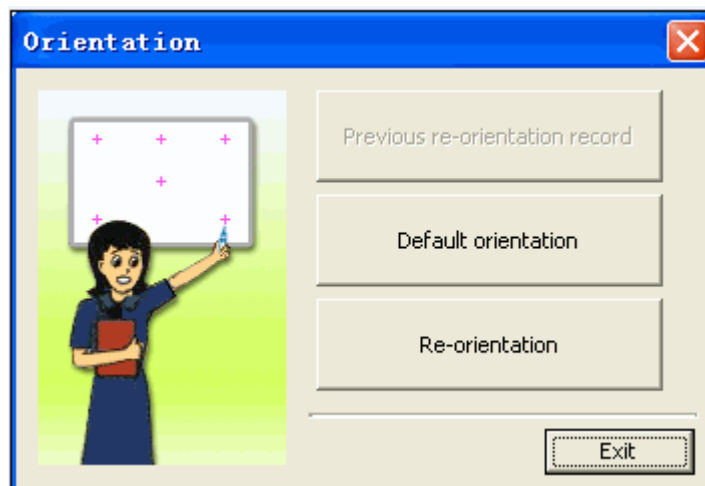 Orientation
Previous re-orientation record
Default orientation
Re-orientation
Exit